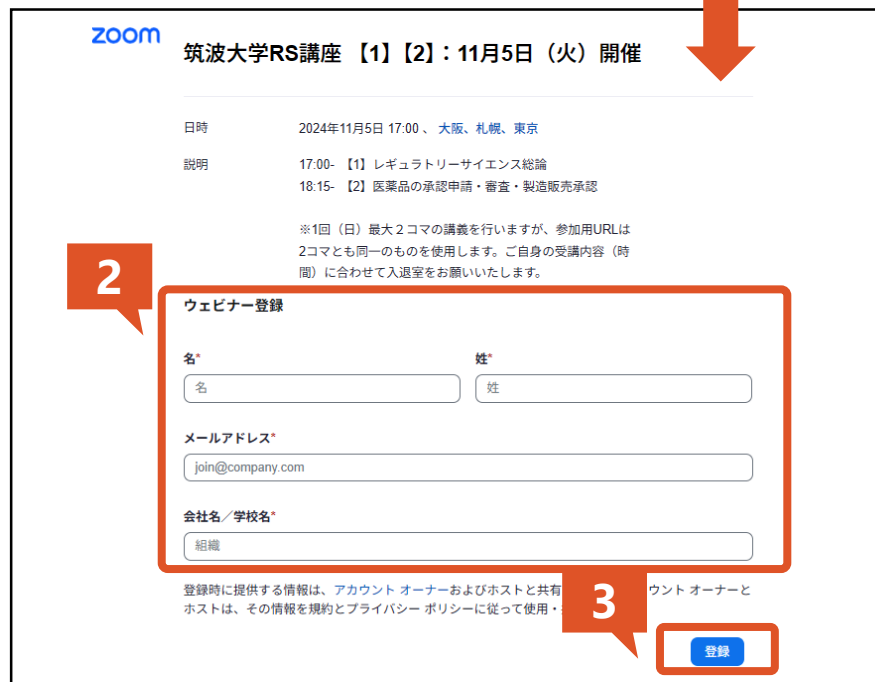 zoom
筑波大学RS講座 【1】【2】：11月5日（火）開催
日時
2024年11月5日 17:00 、 大阪、札幌、東京
説明
17:00- 【1】レギュラトリーサイエンス総論
18:15- 【2】医薬品の承認申請・審査・製造販売承認
※1回（日）最大２コマの講義を行いますが、参加用URLは
2コマとも同一のものを使用します。ご自身の受講内容（時
間）に合わせて入退室をお願いいたします。
2
ウェビナー登録
名* 姓*
名 姓
メールアドレス*
join@company.com
会社名／学校名*
組織
登録時に提供する情報は、アカウント オーナーおよびホストと共有 ウント オーナーと
ホストは、その情報を規約とプライバシー ポリシーに従って使用・
3
登録